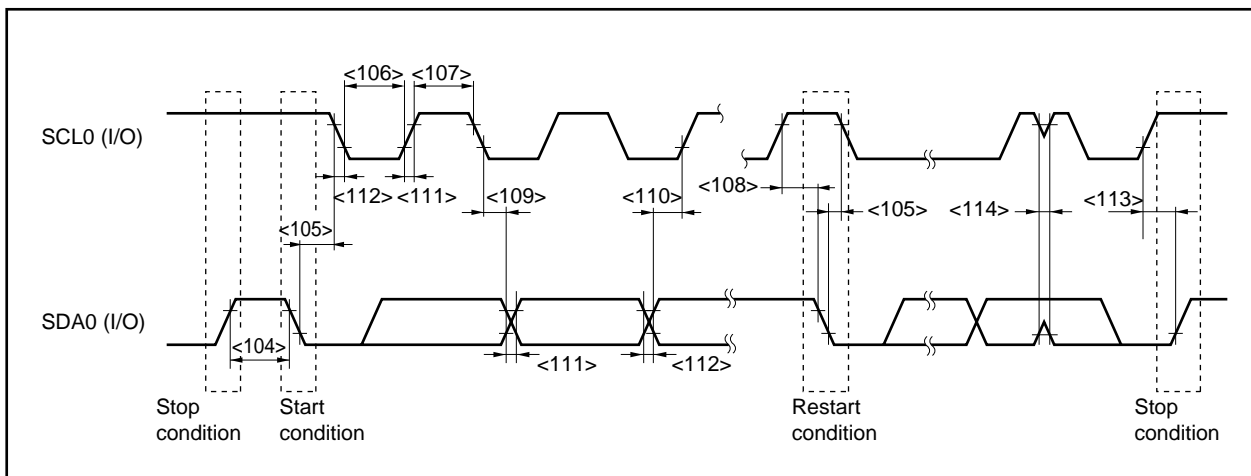 <106> <107>
SCL0 (I/O)
<112> <111> <109> <110> <108> <105> <114> <113>
<105>
SDA0 (I/O)
<104> <111> <112>
Stop condition
Start condition
Restart condition
Stop condition